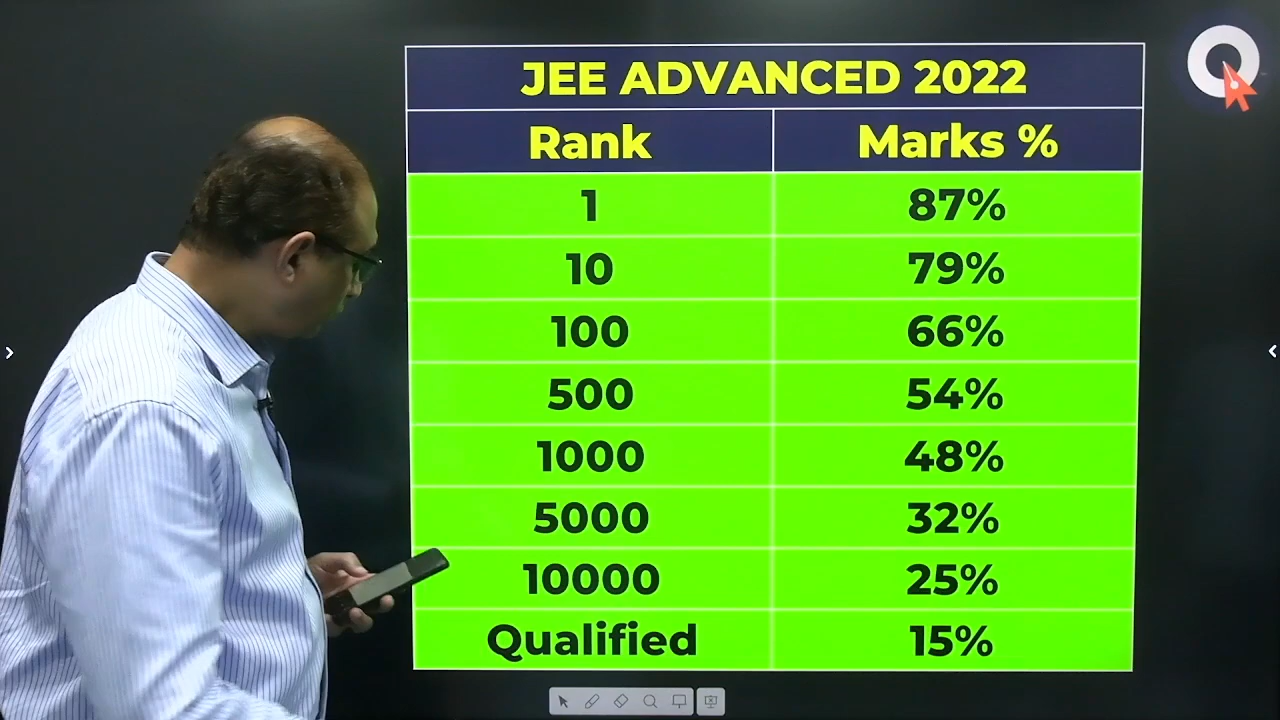 JEE ADVANCED 2022
Rank Marks %
1 87%
10 79%
100 66%
500 54%
1000 48%
5000 32%
10000 25%
Qualified 15%